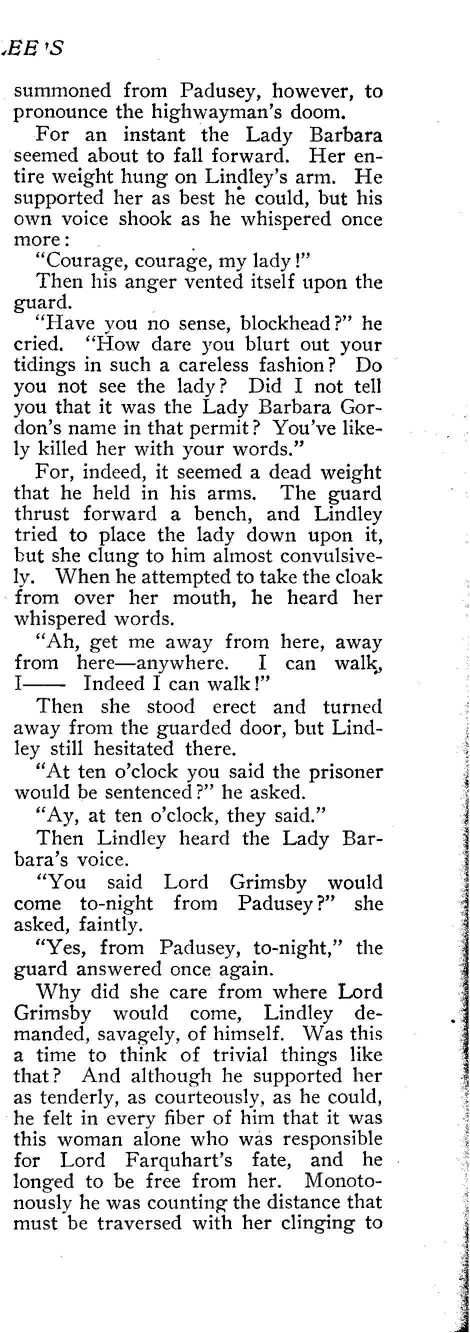 .EE'S
summoned from Padusey, however, to
pronounce the highwayman's doom.
For an instant the Lady Barbara
seemed about to fall forward. Her en-
tire weight hung on Lindley's arm. He
supported her as best he could, but his
own voice shook as he whispered once
more:
"Courage, courage, my lady!"
Then his anger vented itself upon the
guard.
"Have you no sense, blockhead?" he
cried. "How dare you blurt out your
tidings in such a careless fashion? Do
you not see the lady? Did I not tell
you that it was the Lady Barbara Gor-
don's name in that permit? You've like-
ly killed her with your words."
For, indeed, it seemed a dead weight
that he held in his arms. The guard
thrust forward a bench, and Lindley
tried to place the lady down upon it,
but she clung to him almost convulsive-
ly. When he attempted to take the cloak
from over her mouth, he heard her
whispered words.
"Ah, get me away from here, away
from here—anywhere. I can walk,
I—— Indeed I can walk!"
Then she stood erect and turned
away from the guarded door, but Lind-
ley still hesitated there.
"At ten o'clock you said the prisoner
would be sentenced?" he asked.
"Ay, at ten o'clock, they said."
Then Lindley heard the Lady Bar-
bara's voice.
"You said Lord Grimsby would
come to-night from Padusey?" she
asked, faintly.
"Yes, from Padusey, to-night," the
guard answered once again.
Why did she care from where Lord
Grimsby would come, Lindley de-
manded, savagely, of himself. Was this
a time to think of trivial things like
that? And although he supported her
as tenderly, as courteously, as he could,
he felt in every fiber of him that it was
this woman alone who was responsible
for Lord Farquhart's fate, and he
longed to be free from her. Monoto-
nously he was counting the distance that
must be traversed with her clinging to